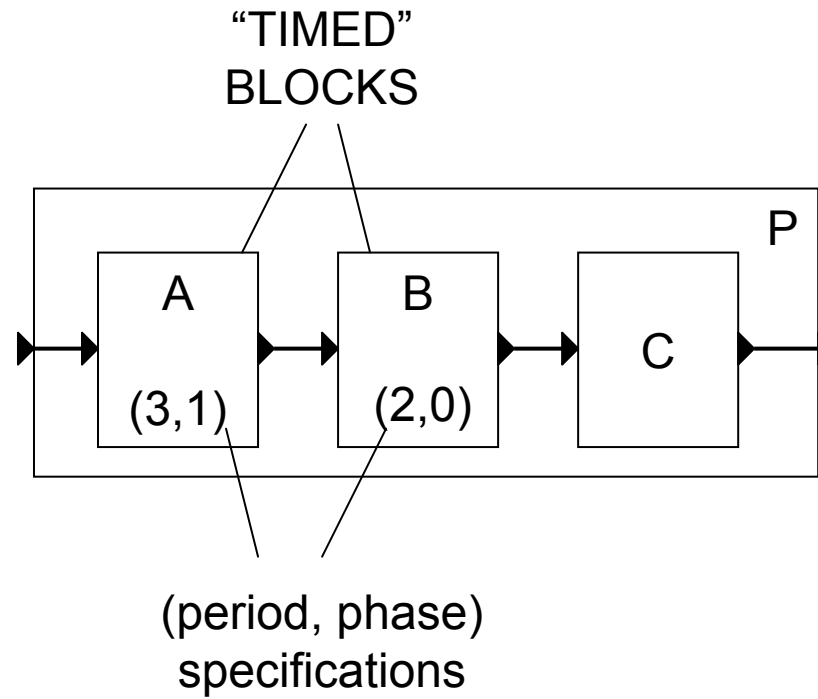 “TIMED”
BLOCKS
P
A
B
C
(3,1)
(2,0)
(period, phase)
specifications